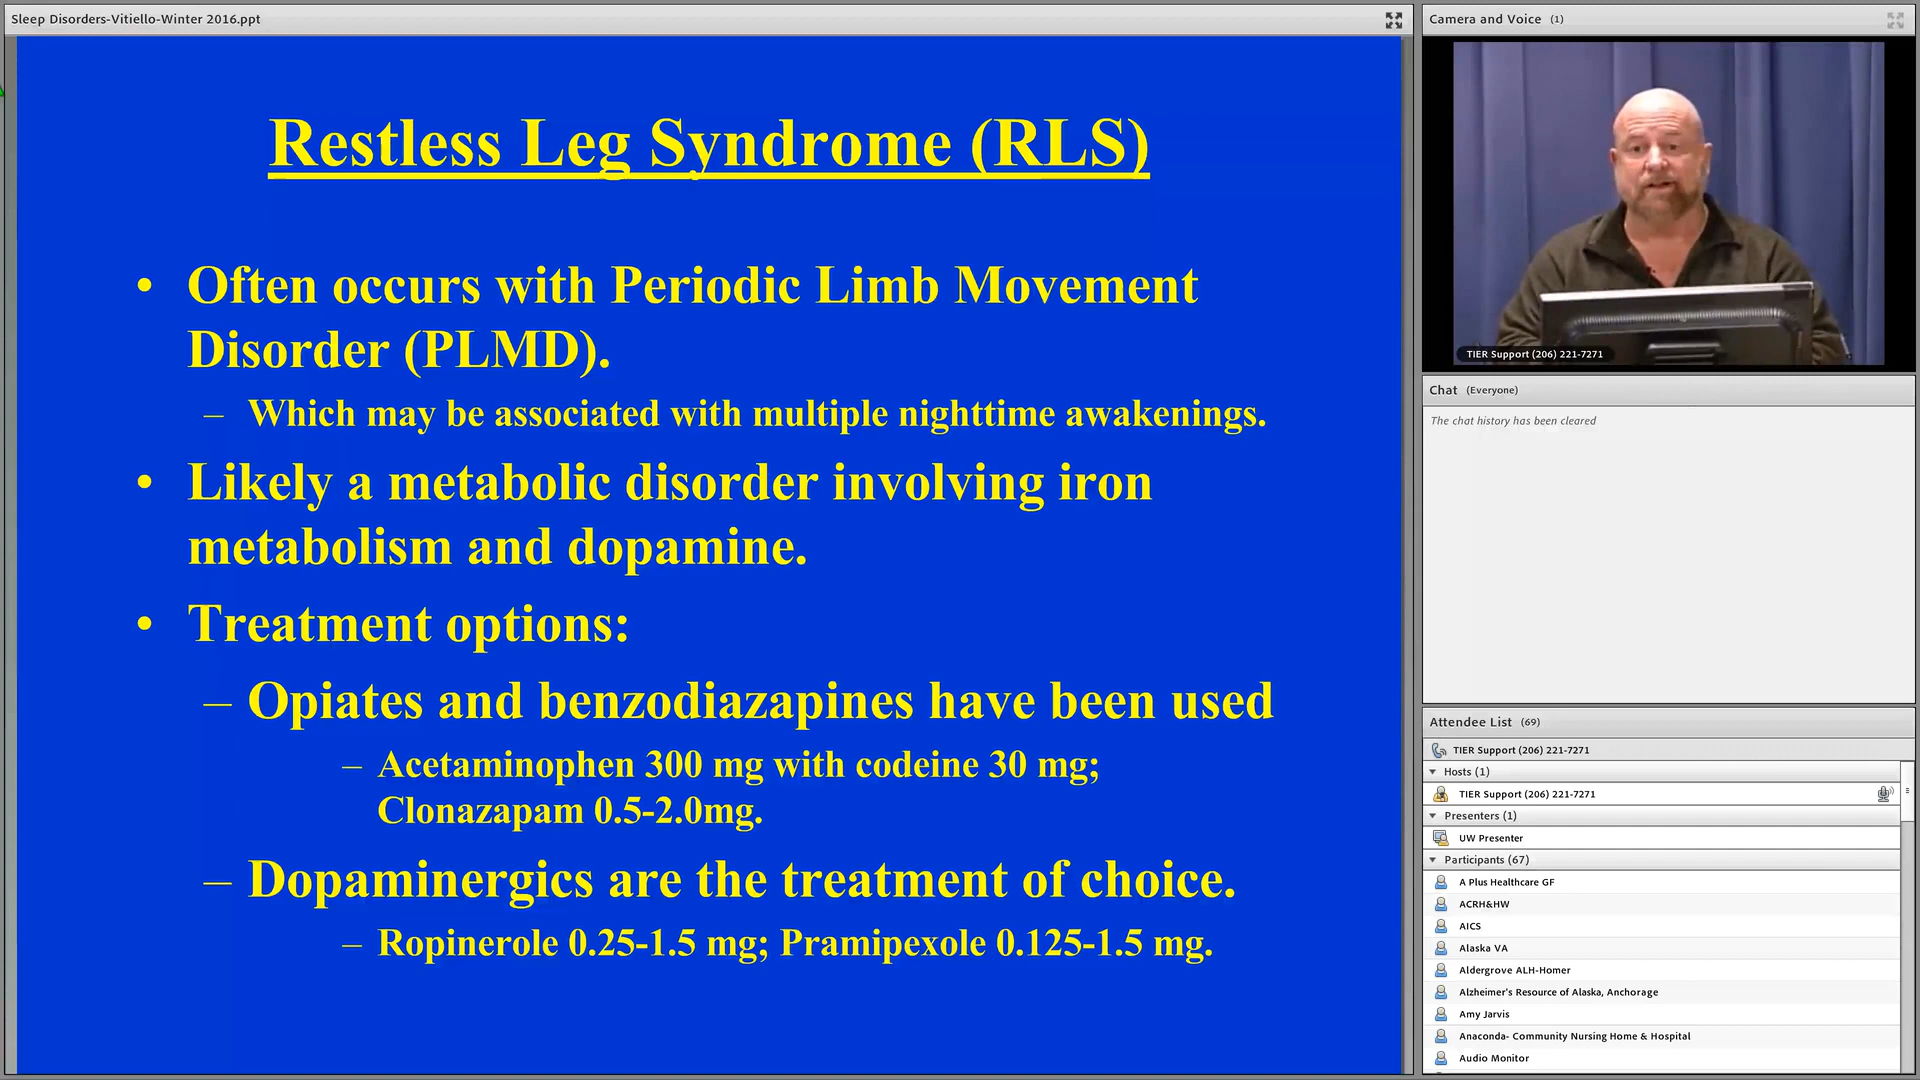 Sleep Disorders-Vitiello-Winter 2016.ppt
Restless Leg Syndrome (RLS)
• Often occurs with Periodic Limb Movement
Disorder (PLMD).
– Which may be associated with multiple nighttime awakenings.
• Likely a metabolic disorder involving iron
metabolism and dopamine.
• Treatment options:
– Opiates and benzodiazapines have been used
– Acetaminophen 300 mg with codeine 30 mg;
Clonazapam 0.5-2.0mg.
– Dopaminergics are the treatment of choice.
– Ropinerole 0.25-1.5 mg; Pramipexole 0.125-1.5 mg.
Camera and Voice (1)
TIER Support (206) 221-7271
Chat (Everyone)
The chat history has been cleared
Attendee List (69)
TIER Support (206) 221-7271
Hosts (1)
TIER Support (206) 221-7271
Presenters (1)
UW Presenter
Participants (67)
A Plus Healthcare GF
ACRH&HW
AICS
Alaska VA
Aldergrove ALH-Homer
Alzheimer's Resource of Alaska, Anchorage
Amy Jarvis
Anaconda- Community Nursing Home & Hospital
Audio Monitor